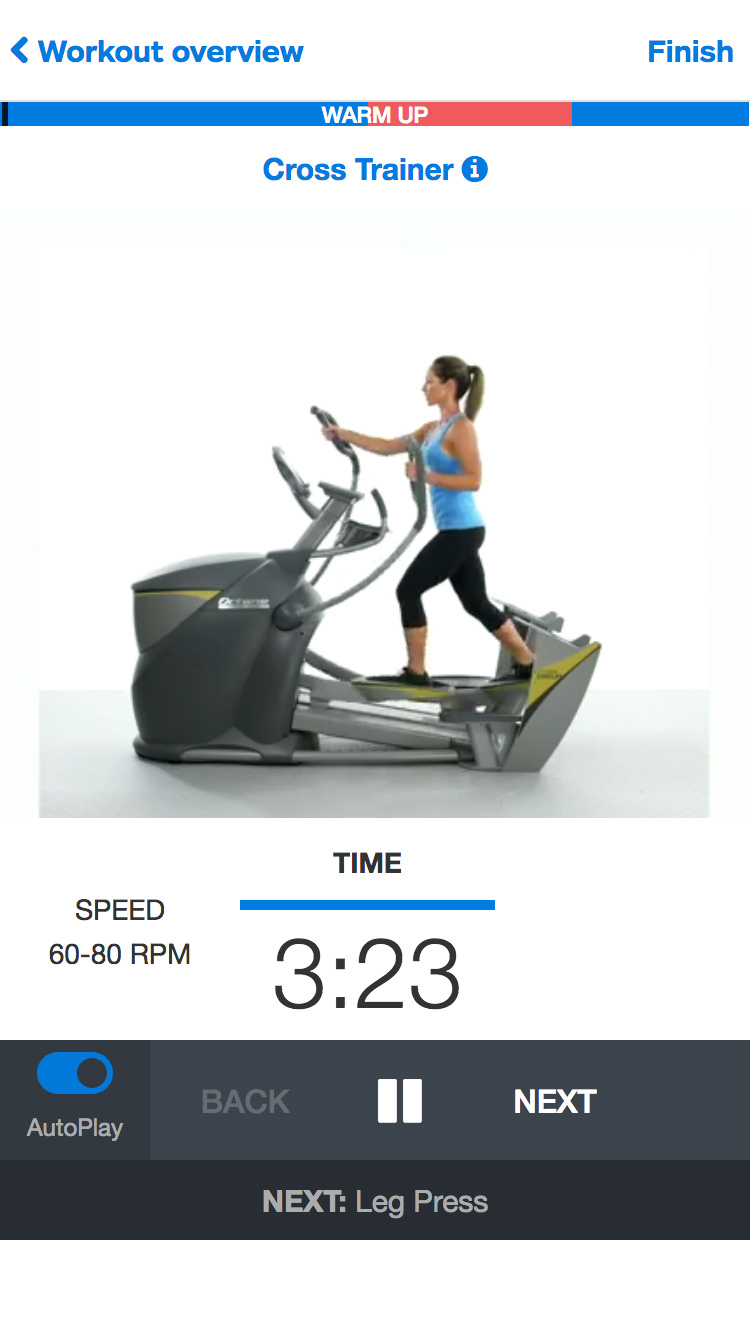 Workout overview
Finish
WARM UP
Cross Trainer
Octane
TIME
SPEED
60-80 RPM
3:23
AutoPlay
BACK
NEXT
NEXT: Leg Press